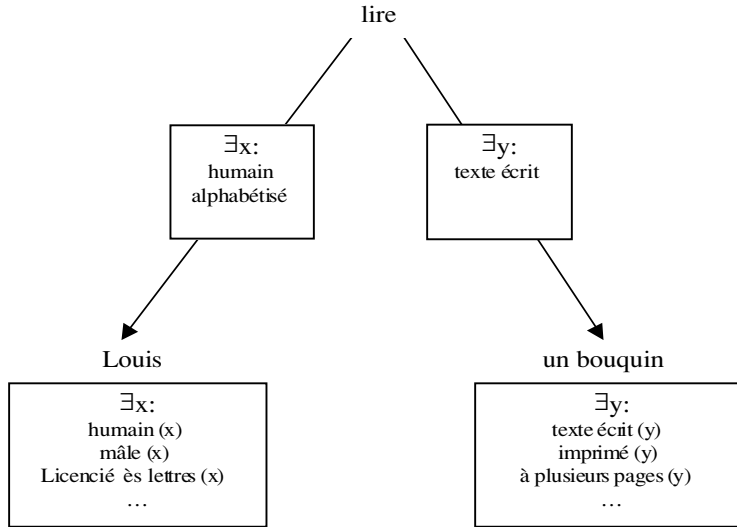 lire
∃x:
humain
alphabétisé
∃y:
texte écrit
Louis
∃x:
humain (x)
mâle (x)
Licencié ès lettres (x)
…
un bouquin
∃y:
texte écrit (y)
imprimé (y)
à plusieurs pages (y)
…